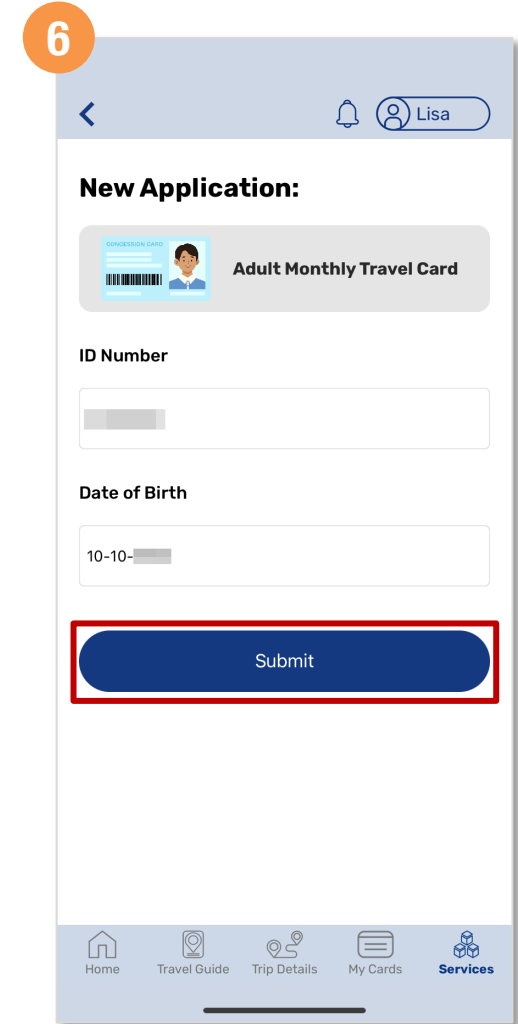 6
Lisa
New Application:
CONCESSION CARD
Adult Monthly Travel Card
ID Number
Date of Birth
10-10-
Submit
Home
Travel Guide
Trip Details
My Cards
Services